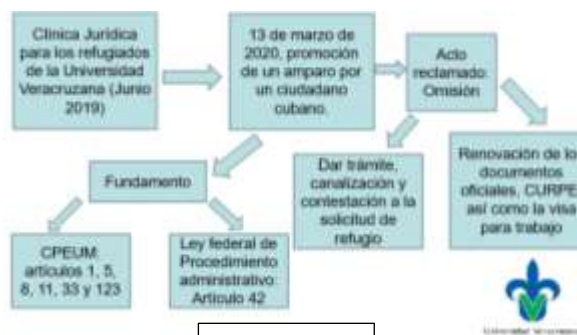 Clínica Jurídica
para los refugiados
de la Universidad
Veracruzana (Junio
2019)
13 de marzo de
2020, promoción
de un amparo por
un ciudadano
cubano.
Acto
reclamado:
Omisión
Fundamento
Dar trámite,
canalización y
contestación a la
solicitud de
refugio
Renovación de los
documentos
oficiales, CURPE
así como la visa
para trabajo
CPEUM:
artículos 1, 5,
8, 11, 33 y 123
Ley federal de
Procedimiento
administrativo:
Artículo 42
Universidad Veracruzana